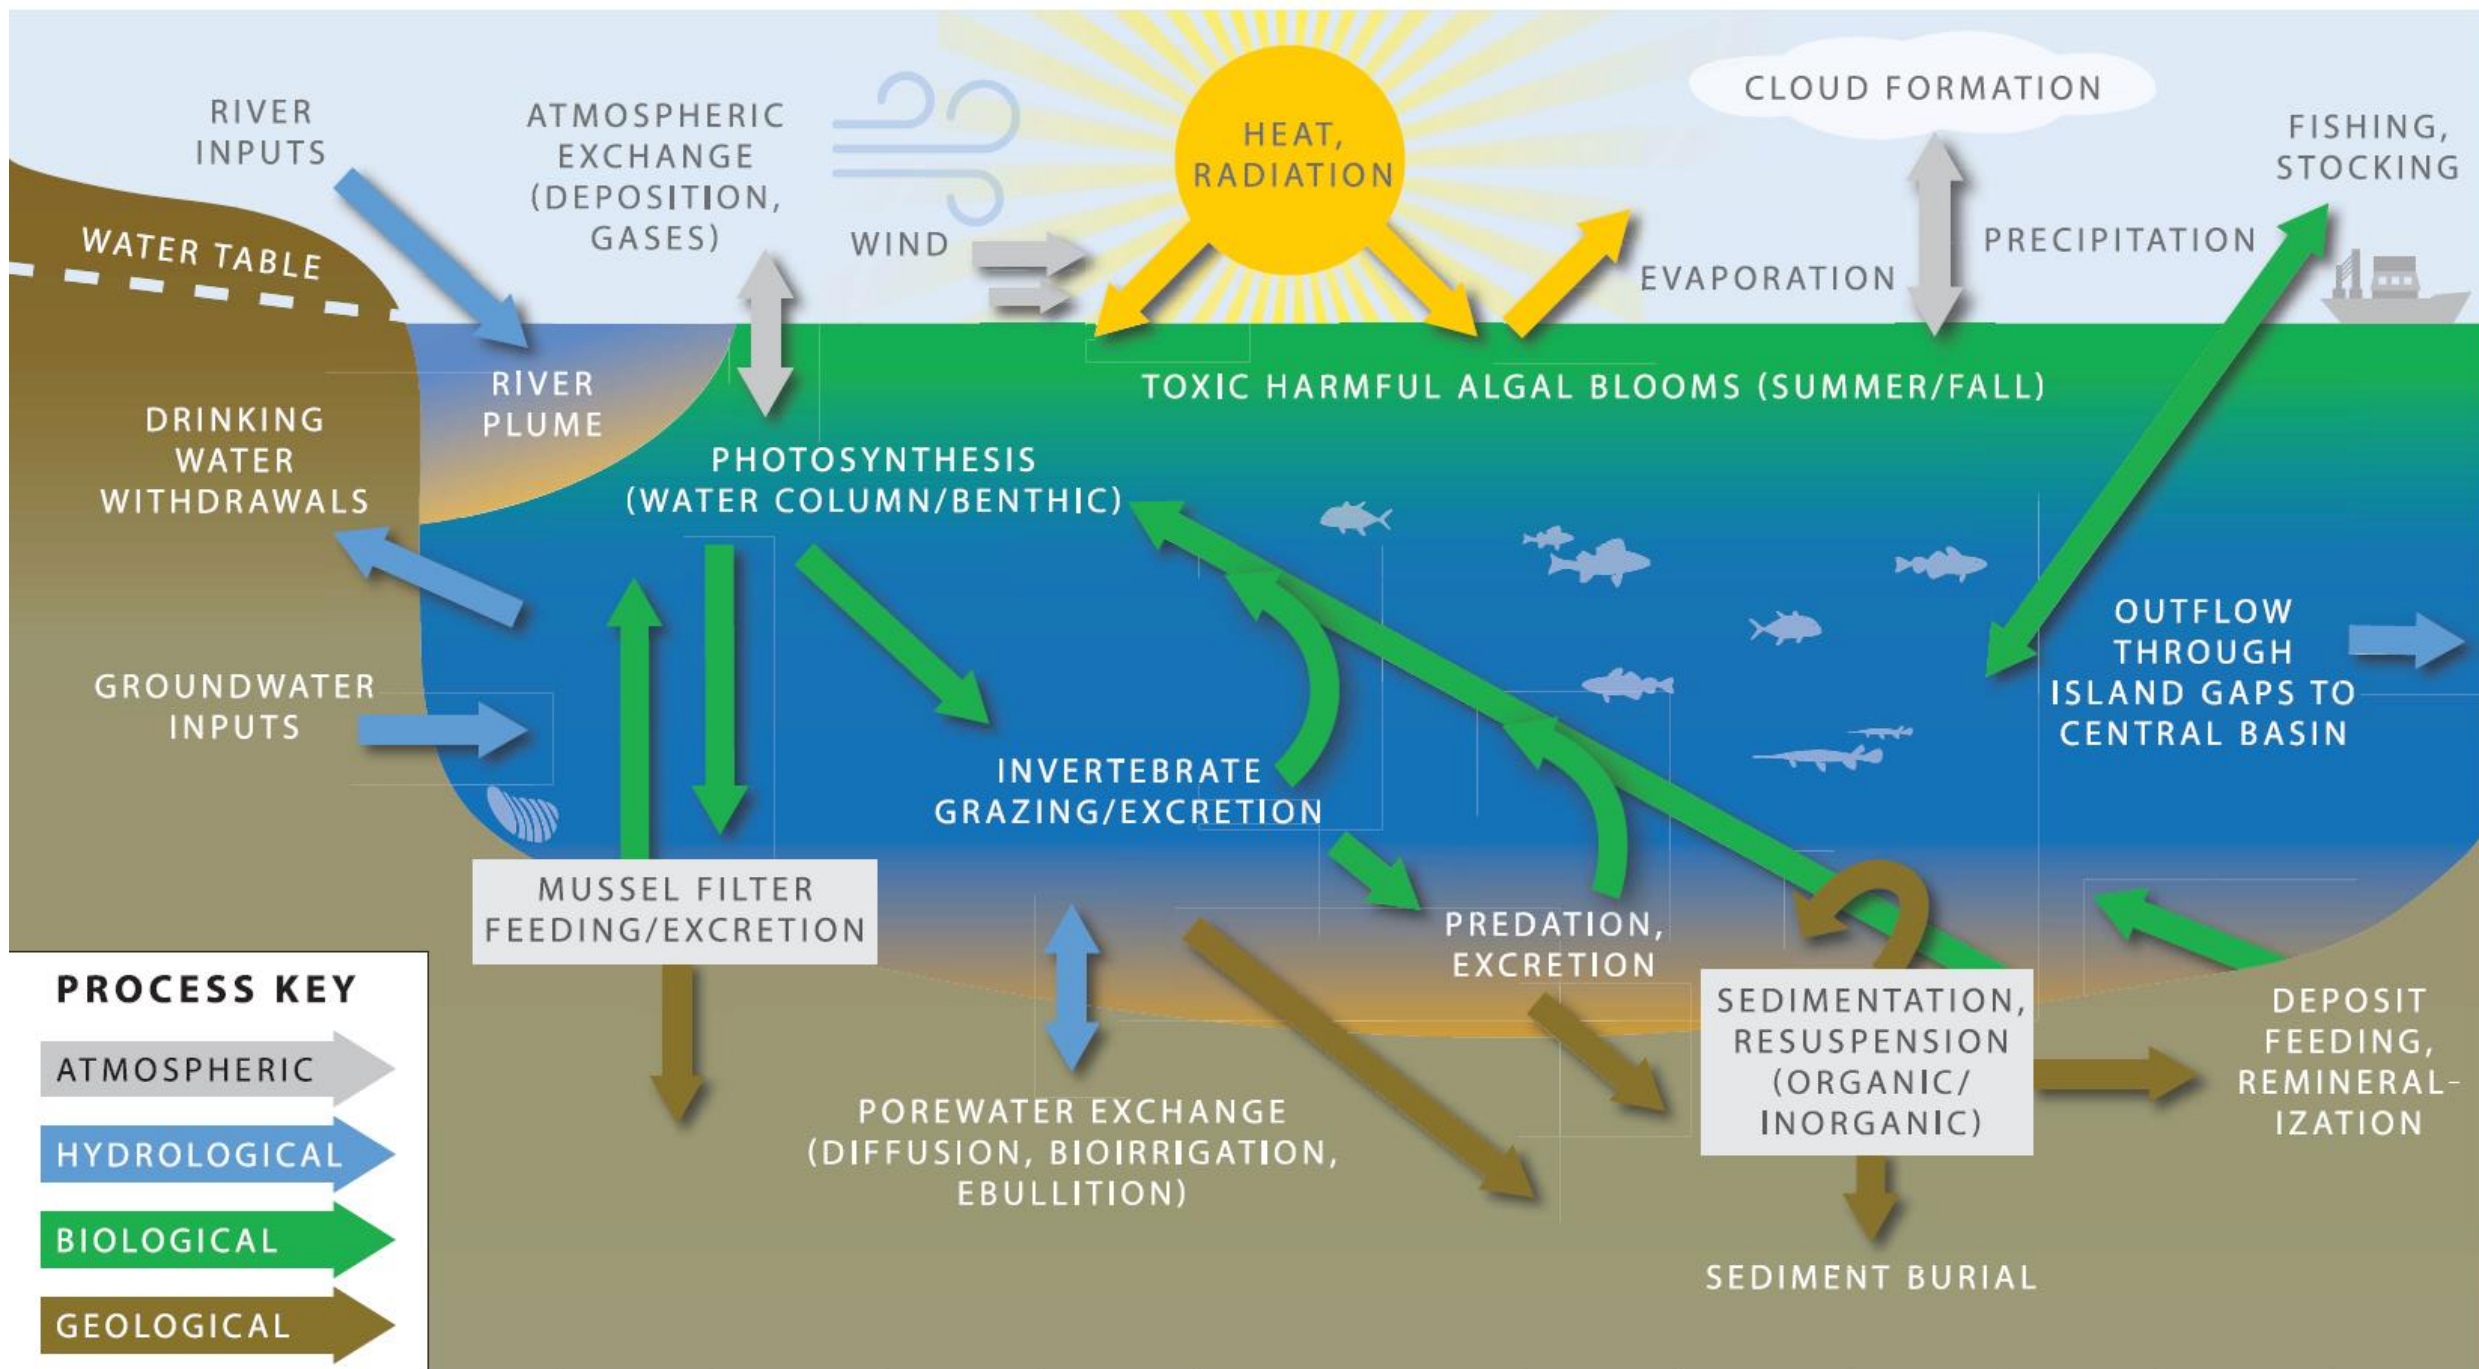 RIVER
INPUTS
ATMOSPHERIC
EXCHANGE
(DEPOSITION,
GASES)
WIND
HEAT,
RADIATION
CLOUD FORMATION
FISHING,
STOCKING
PRECIPITATION
EVAPORATION
WATER TABLE
RIVER
PLUME
TOXIC HARMFUL ALGAL BLOOMS (SUMMER/FALL)
DRINKING
WATER
WITHDRAWALS
PHOTOSYNTHESIS
(WATER COLUMN/BENTHIC)
OUTFLOW
THROUGH
ISLAND GAPS TO
CENTRAL BASIN
GROUNDWATER
INPUTS
INVERTEBRATE
GRAZING/EXCRETION
MUSSEL FILTER
FEEDING/EXCRETION
PREDATION,
EXCRETION
SEDIMENTATION,
RESUSPENSION
(ORGANIC/
INORGANIC)
DEPOSIT
FEEDING,
REMINERAL-
IZATION
POREWATER EXCHANGE
(DIFFUSION, BIOIRRIGATION,
EBULLITION)
SEDIMENT BURIAL
PROCESS KEY
ATMOSPHERIC
HYDROLOGICAL
BIOLOGICAL
GEOLOGICAL